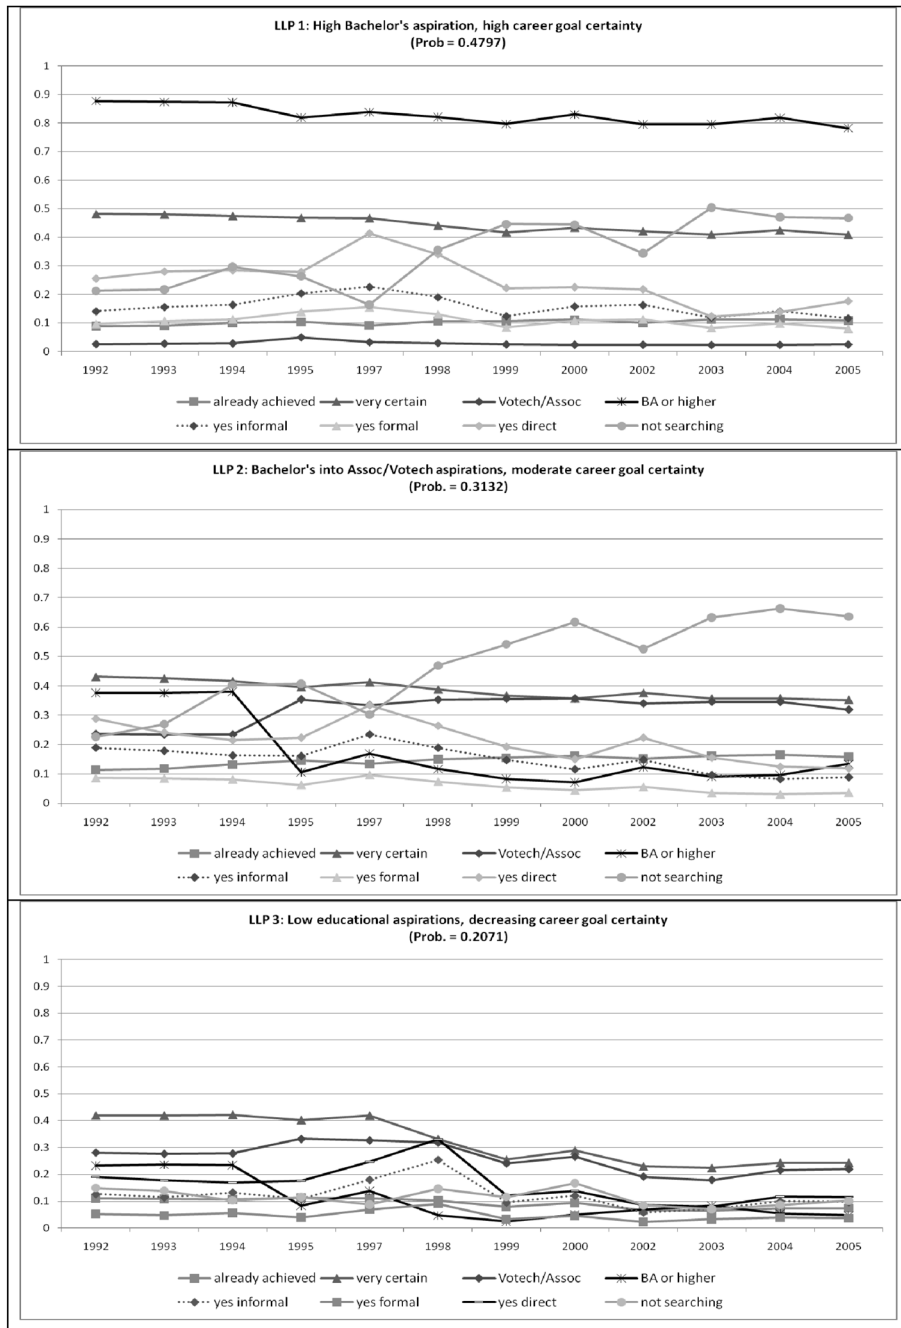 LLP 1: High Bachelor's aspiration, high career goal certainty
(Prob = 0.4797)
1
0.9
0.8
0.7
0.6
0.5
0.4
0.3
0.2
0.1
0
1992 1993 1994 1995 1997 1998 1999 2000 2002 2003 2004 2005
already achieved very certain Votech/Assoc BA or higher
yes informal yes formal yes direct not searching
LLP 2: Bachelor's into Assoc/Votech aspirations, moderate career goal certainty
(Prob. = 0.3132)
1
0.9
0.8
0.7
0.6
0.5
0.4
0.3
0.2
0.1
0
1992 1993 1994 1995 1997 1998 1999 2000 2002 2003 2004 2005
already achieved very certain Votech/Assoc BA or higher
yes informal yes formal yes direct not searching
LLP 3: Low educational aspirations, decreasing career goal certainty
(Prob. = 0.2071)
1
0.9
0.8
0.7
0.6
0.5
0.4
0.3
0.2
0.1
0
1992 1993 1994 1995 1997 1998 1999 2000 2002 2003 2004 2005
already achieved very certain Votech/Assoc BA or higher
yes informal yes formal yes direct not searching